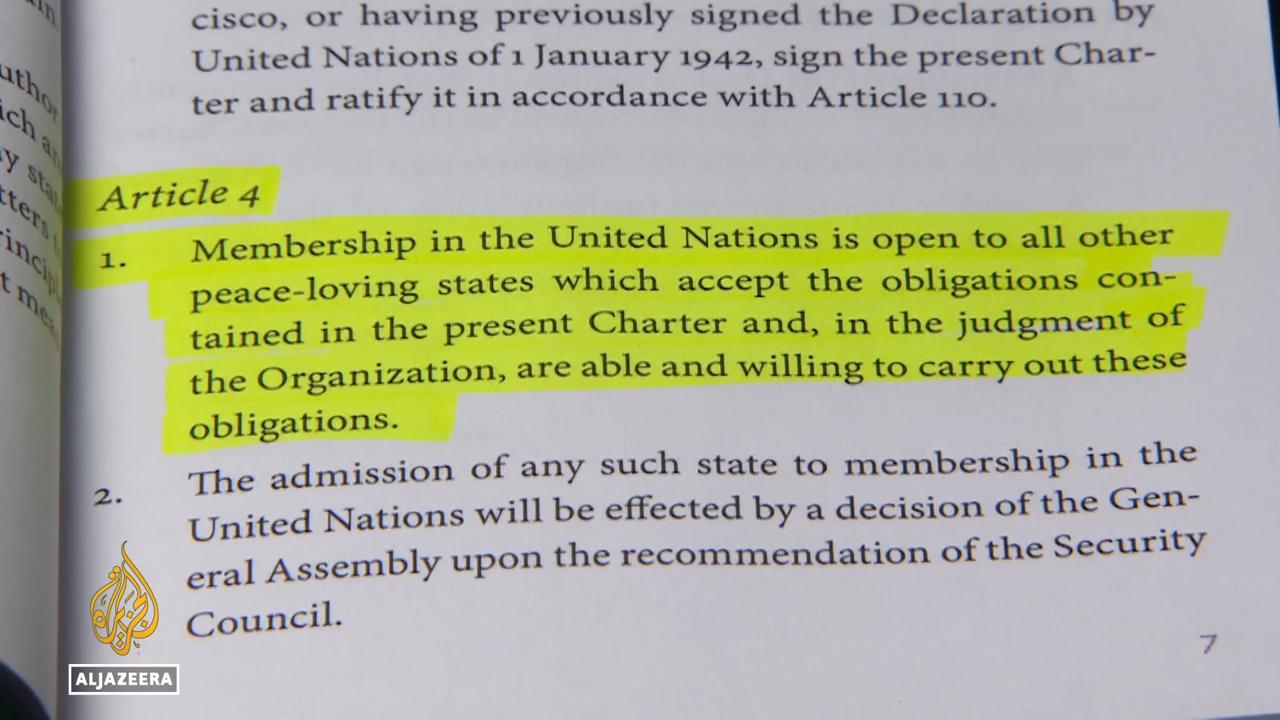 cisco, or having previously signed the Declaration by
United Nations of 1 January 1942, sign the present Char-
ter and ratify it in accordance with Article 110.
Article 4
1. Membership in the United Nations is open to all other
peace-loving states which accept the obligations con-
tained in the present Charter and, in the judgment of
the Organization, are able and willing to carry out these
obligations.
2. The admission of any such state to membership in the
United Nations will be effected by a decision of the Gen-
eral Assembly upon the recommendation of the Security
Council.
7
الجزيرة
ALJAZEERA